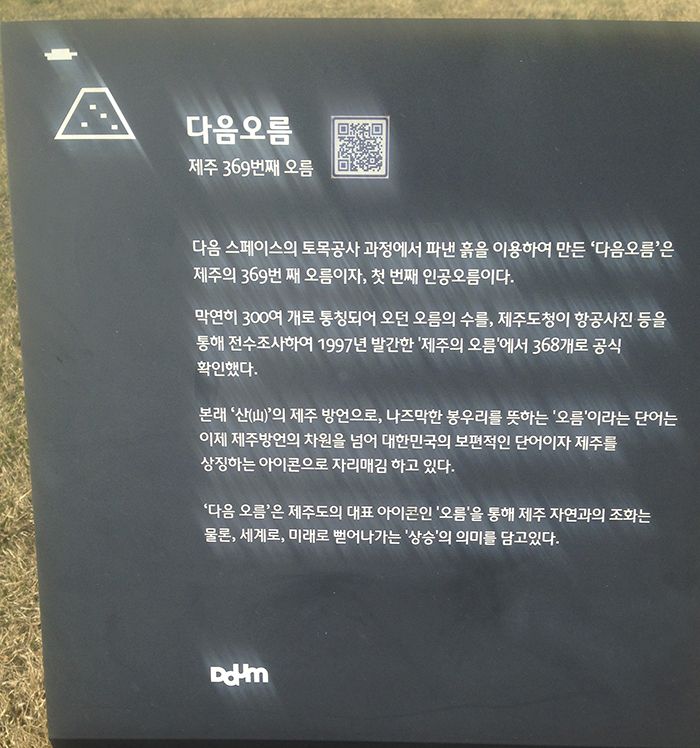 다음오름
제주 369번째 오름
다음 스페이스의 토목공사 과정에서 파낸 흙을 이용하여 만든 ‘다음오름’은
제주의 369번 째 오름이자, 첫 번째 인공오름이다.
막연히 300여 개로 통칭되어 오던 오름의 수를, 제주도청이 항공사진 등을
통해 전수조사하여 1997년 발간한 '제주의 오름'에서 368개로 공식
확인했다.
본래 ‘산(山)’의 제주 방언으로, 나즈막한 봉우리를 뜻하는 '오름'이라는 단어는
이제 제주방언의 차원을 넘어 대한민국의 보편적인 단어이자 제주를
상징하는 아이콘으로 자리매김 하고 있다.
‘다음 오름’은 제주도의 대표 아이콘인 '오름'을 통해 제주 자연과의 조화는
물론, 세계로, 미래로 뻗어나가는 '상승'의 의미를 담고있다.
Daum